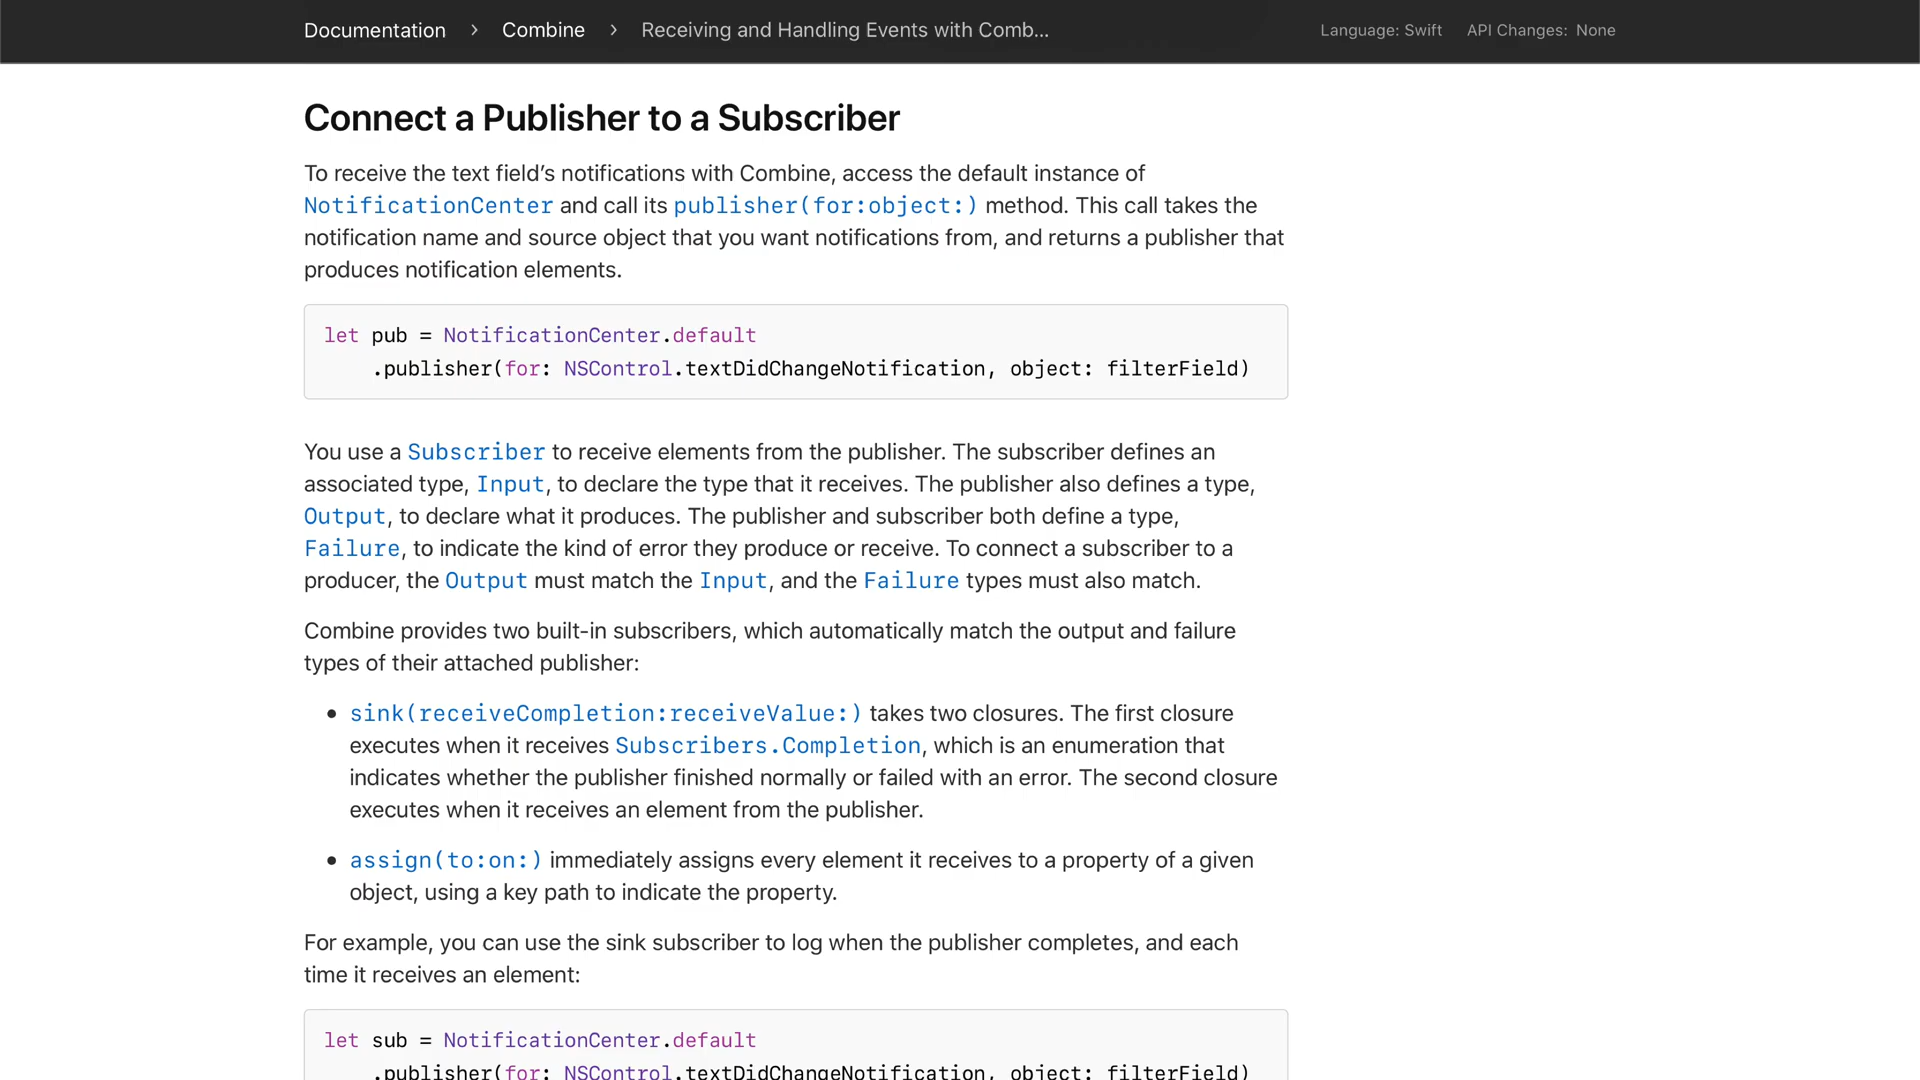 Documentation > Combine > Receiving and Handling Events with Comb... Language: Swift API Changes: None
Connect a Publisher to a Subscriber
To receive the text field’s notifications with Combine, access the default instance of
NotificationCenter and call its publisher(for:object:) method. This call takes the
notification name and source object that you want notifications from, and returns a publisher that
produces notification elements.
let pub = NotificationCenter.default
    .publisher(for: NSControl.textDidChangeNotification, object: filterField)
You use a Subscriber to receive elements from the publisher. The subscriber defines an
associated type, Input, to declare the type that it receives. The publisher also defines a type,
Output, to declare what it produces. The publisher and subscriber both define a type,
Failure, to indicate the kind of error they produce or receive. To connect a subscriber to a
producer, the Output must match the Input, and the Failure types must also match.
Combine provides two built-in subscribers, which automatically match the output and failure
types of their attached publisher:
• sink(receiveCompletion:receiveValue:) takes two closures. The first closure
executes when it receives Subscribers.Completion, which is an enumeration that
indicates whether the publisher finished normally or failed with an error. The second closure
executes when it receives an element from the publisher.
• assign(to:on:) immediately assigns every element it receives to a property of a given
object, using a key path to indicate the property.
For example, you can use the sink subscriber to log when the publisher completes, and each
time it receives an element:
let sub = NotificationCenter.default
    .publisher(for: NSControl.textDidChangeNotification, object: filterField)